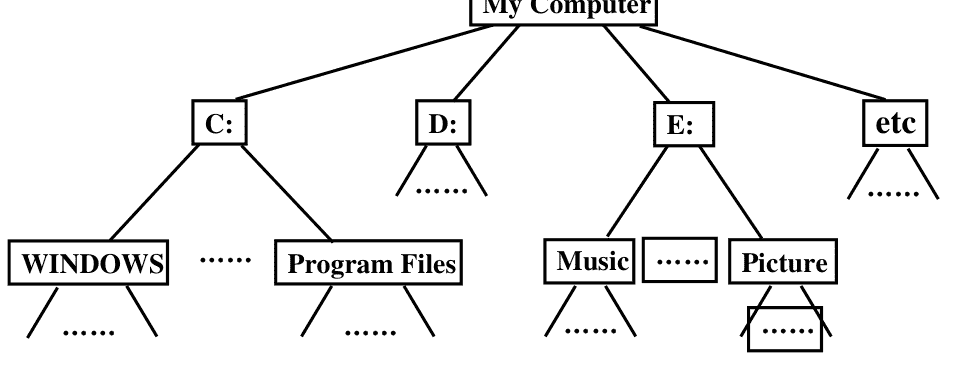 My Computer
C:
D:
E:
etc
……
……
WINDOWS
……
Program Files
Music
……
Picture
……
……
……
……